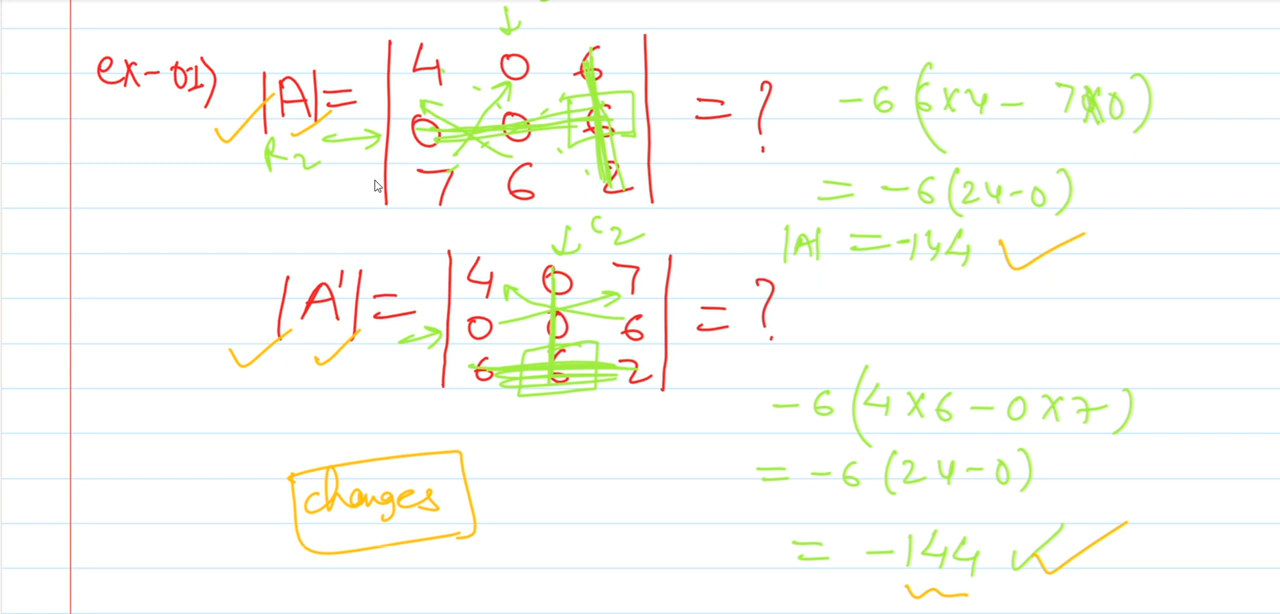 ex-01) |A| = | 4 0 6 | = ? -6(6×4 - 7×0)
R2 ↔ | 0 0 6 |
| 7 6 2 | = -6(24-0)
↓ C2 |A| = -144 ✓
|A'| = | 4 0 7 | = ?
| 0 0 6 |
| 6 6 2 |
-6(4×6 - 0×7)
= -6(24-0)
changes
= -144 ✓